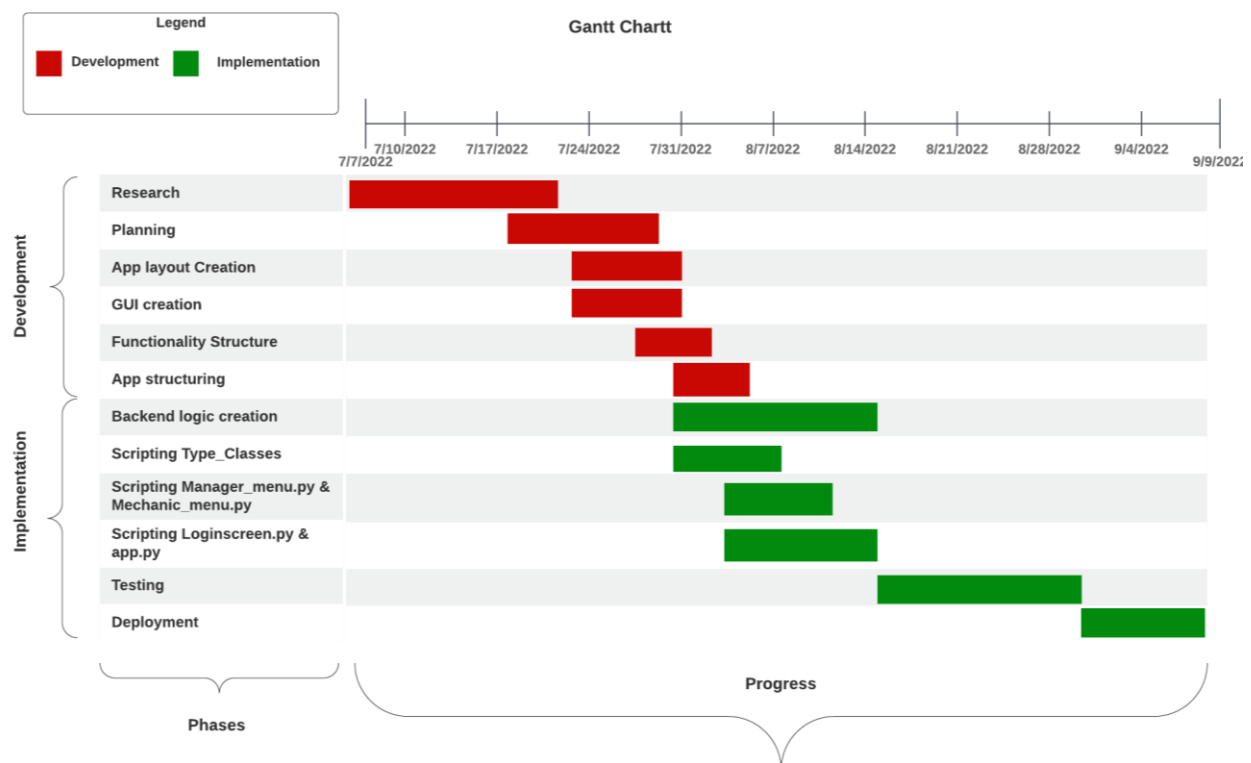 Legend
Development
Implementation
Gantt Chartt
7/7/2022
7/10/2022
7/17/2022
7/24/2022
7/31/2022
8/7/2022
8/14/2022
8/21/2022
8/28/2022
9/4/2022
9/9/2022
Development
Research
Planning
App layout Creation
GUI creation
Functionality Structure
App structuring
Implementation
Backend logic creation
Scripting Type_Classes
Scripting Manager_menu.py &
Mechanic_menu.py
Scripting Loginscreen.py &
app.py
Testing
Deployment
Phases
Progress